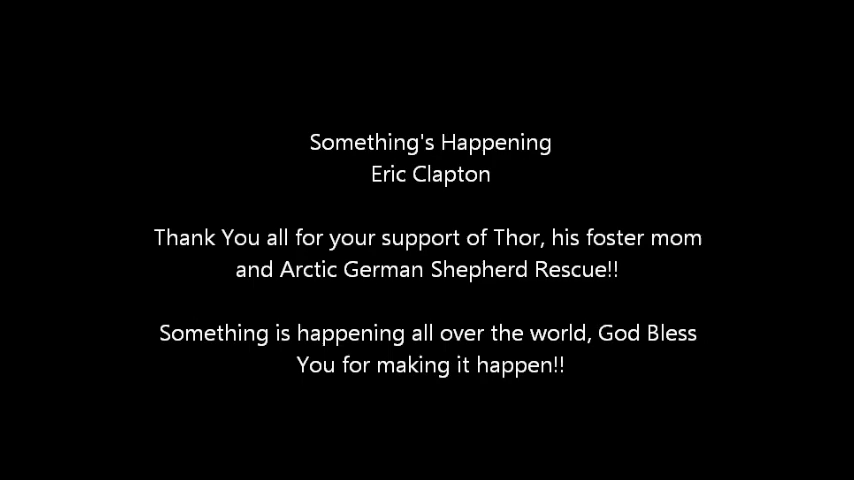 Something's Happening
Eric Clapton
Thank You all for your support of Thor, his foster mom
and Arctic German Shepherd Rescue!!
Something is happening all over the world, God Bless
You for making it happen!!